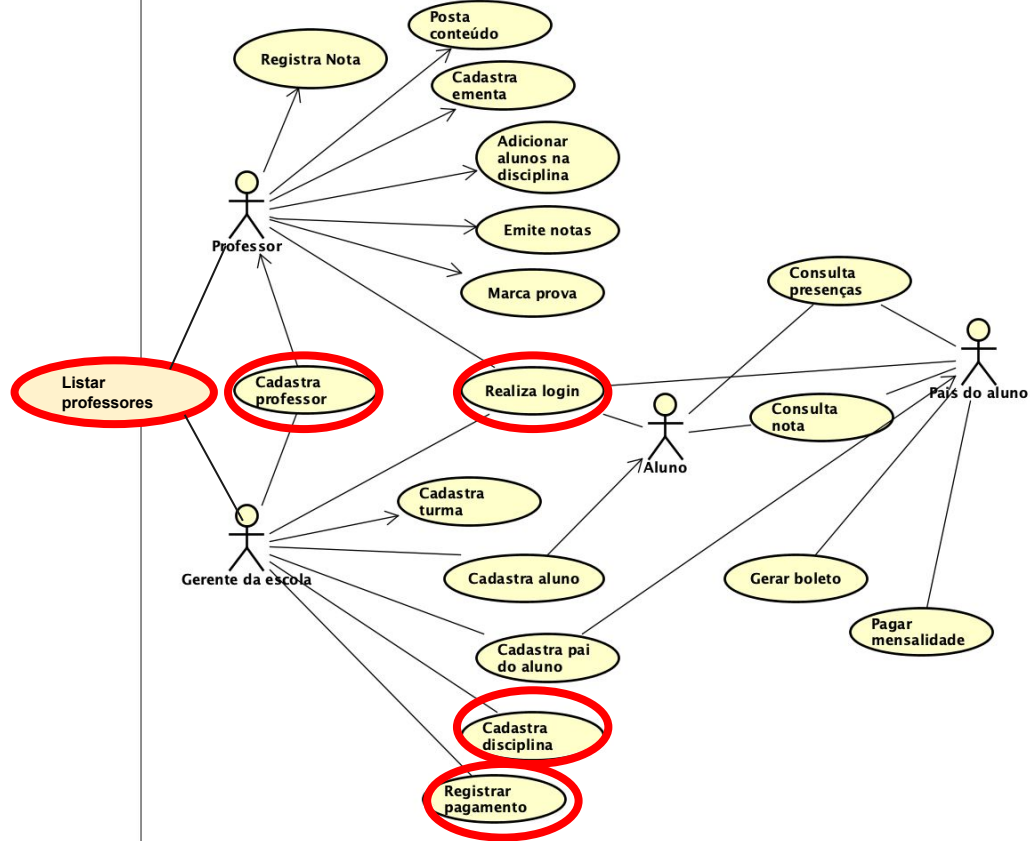 Posta
conteúdo
Registra Nota
Cadastra
ementa
Adicionar
alunos na
disciplina
Emite notas
Professor
Marca prova
Consulta
presenças
Listar
professores
Cadastra
professor
Realiza login
Pais do aluno
Consulta
nota
Aluno
Cadastra
turma
Gerente da escola
Cadastra aluno
Gerar boleto
Pagar
mensalidade
Cadastra pai
do aluno
Cadastra
disciplina
Registrar
pagamento